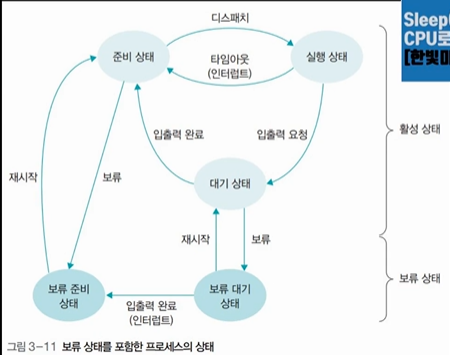 Sleep
CPU로
[한빛미
디스패치
준비 상태
실행 상태
타임아웃
(인터럽트)
입출력 완료
입출력 요청
활성 상태
재시작
보류
대기 상태
재시작
보류
보류 준비
상태
입출력 완료
(인터럽트)
보류 대기
상태
보류 상태
그림 3-11 보류 상태를 포함한 프로세스의 상태